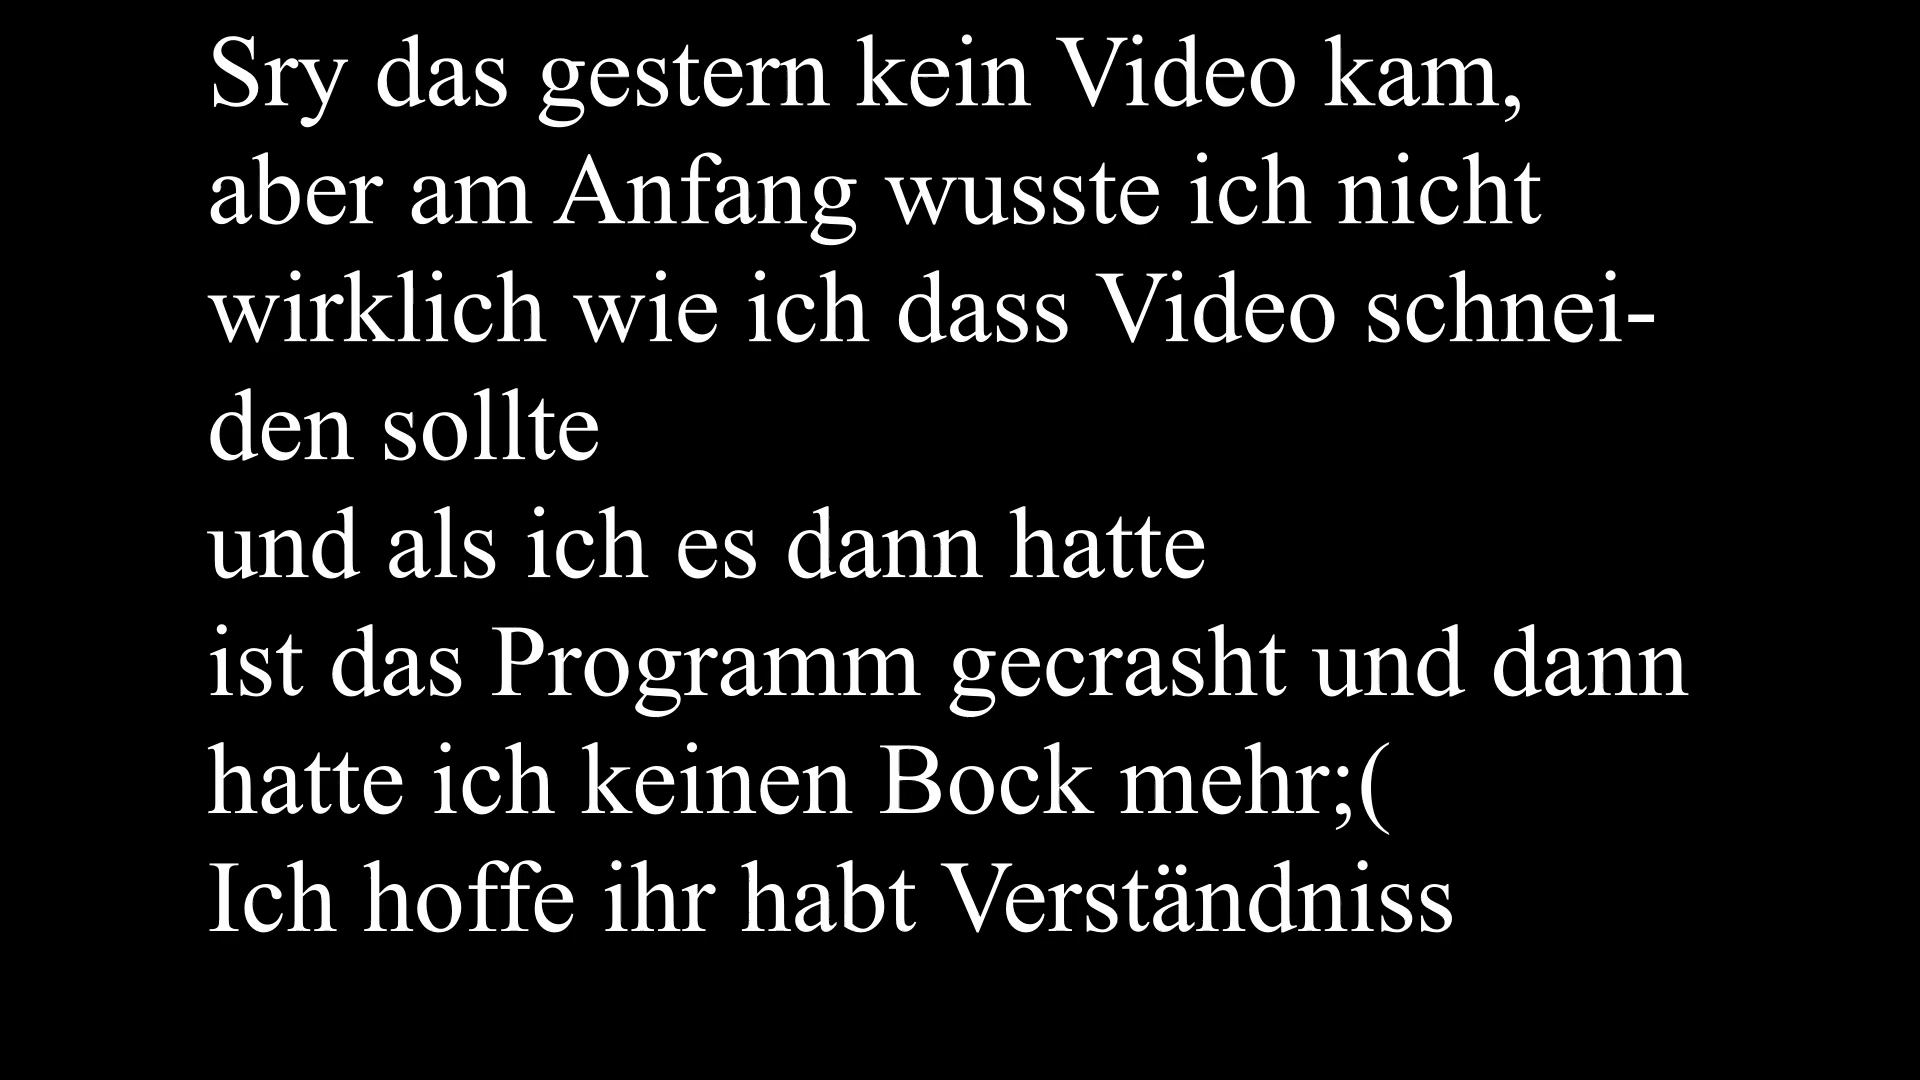 Sry das gestern kein Video kam,
aber am Anfang wusste ich nicht
wirklich wie ich dass Video schnei-
den sollte
und als ich es dann hatte
ist das Programm gecrasht und dann
hatte ich keinen Bock mehr;(
Ich hoffe ihr habt Verständniss